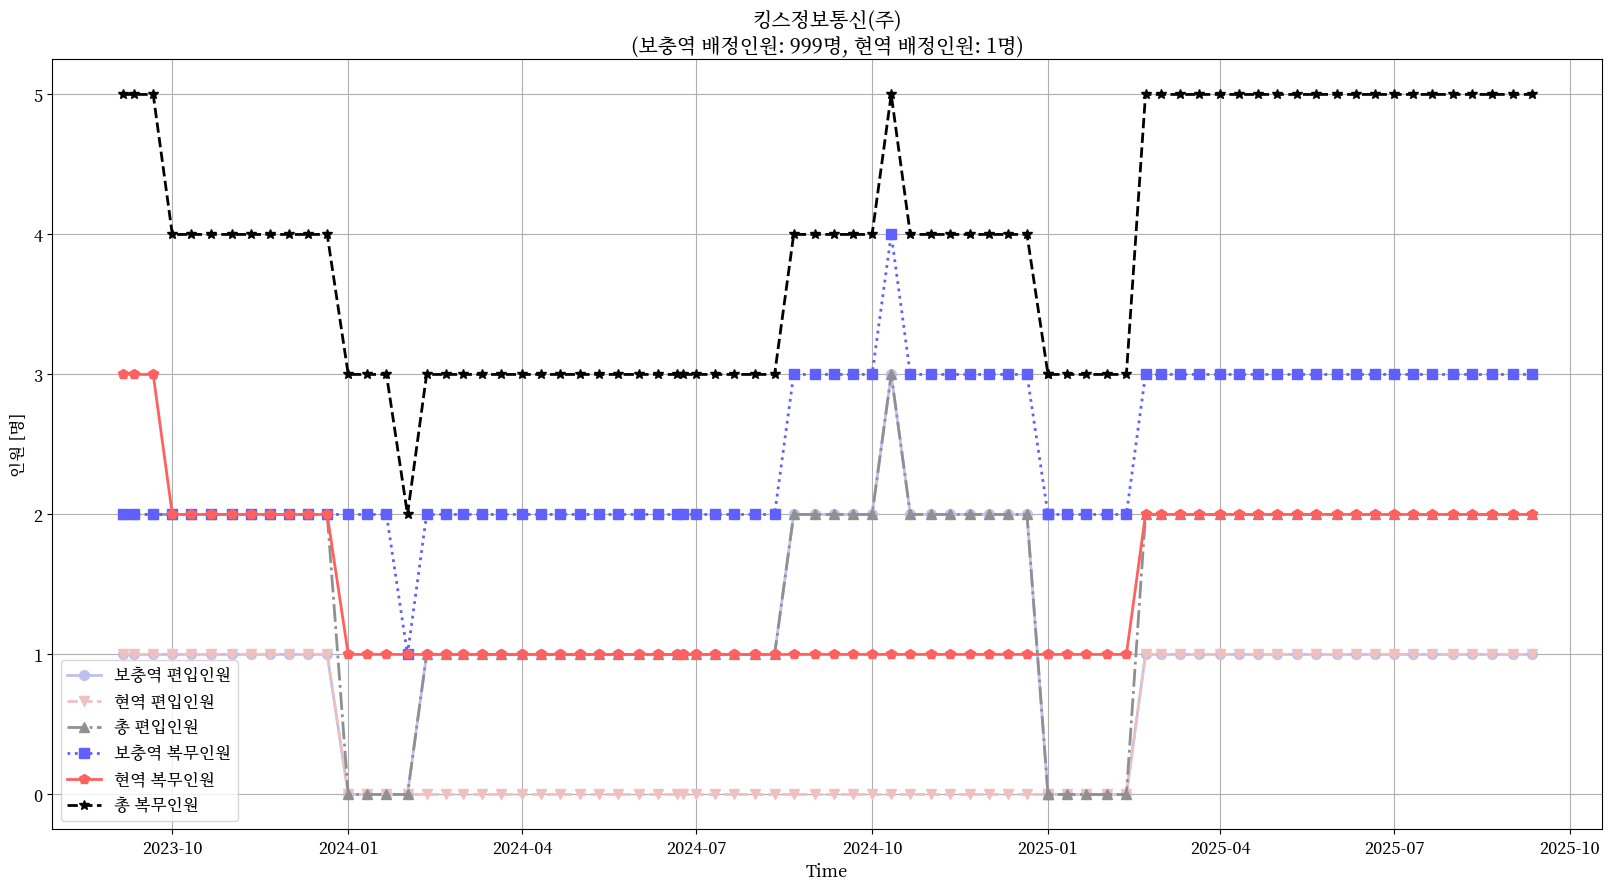 킹스정보통신(주)
(보충역 배정인원: 999명, 현역 배정인원: 1명)
인원 [명]
5
4
3
2
1
0
보충역 편입인원
현역 편입인원
총 편입인원
보충역 복무인원
현역 복무인원
총 복무인원
2023-10
2024-01
2024-04
2024-07
2024-10
2025-01
2025-04
2025-07
2025-10
Time